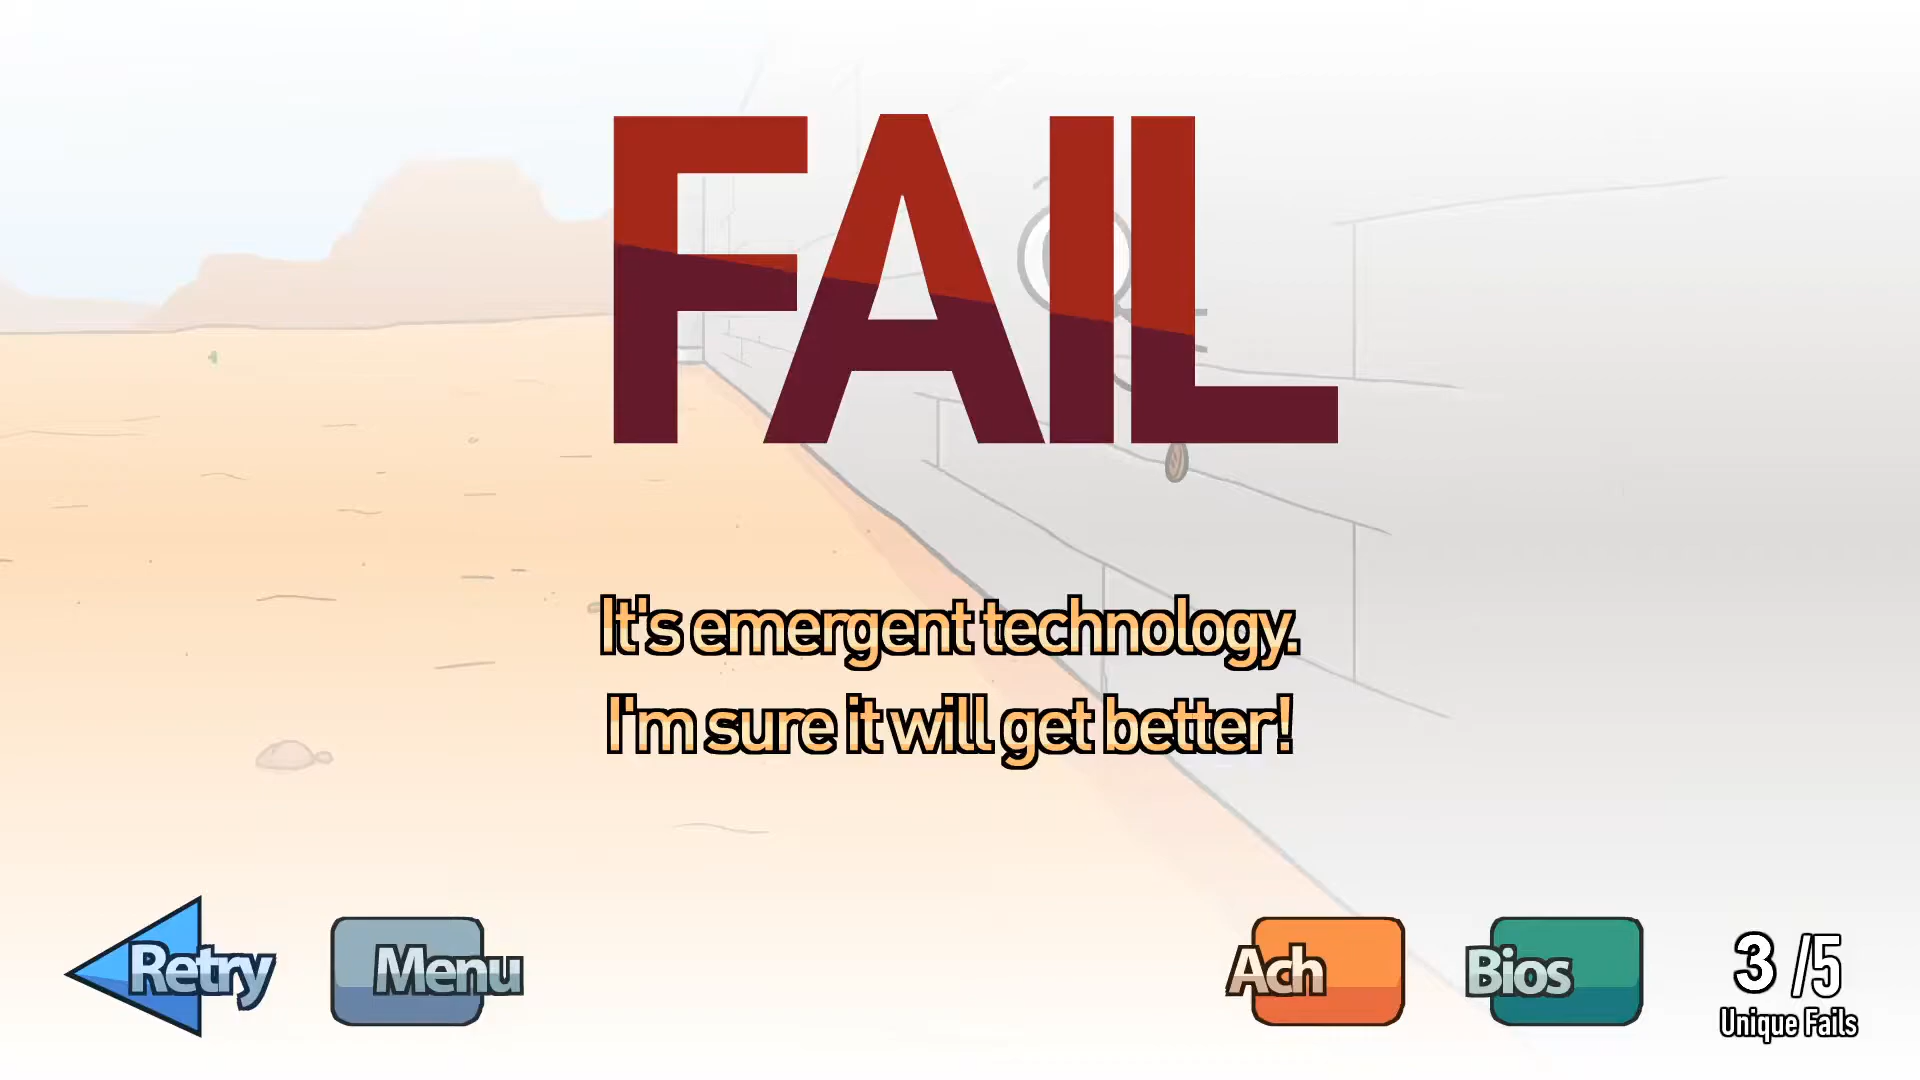 FAIL
It's emergent technology.
I'm sure it will get better!
Retry
Menu
Ach
Bios
3/5
Unique Fails